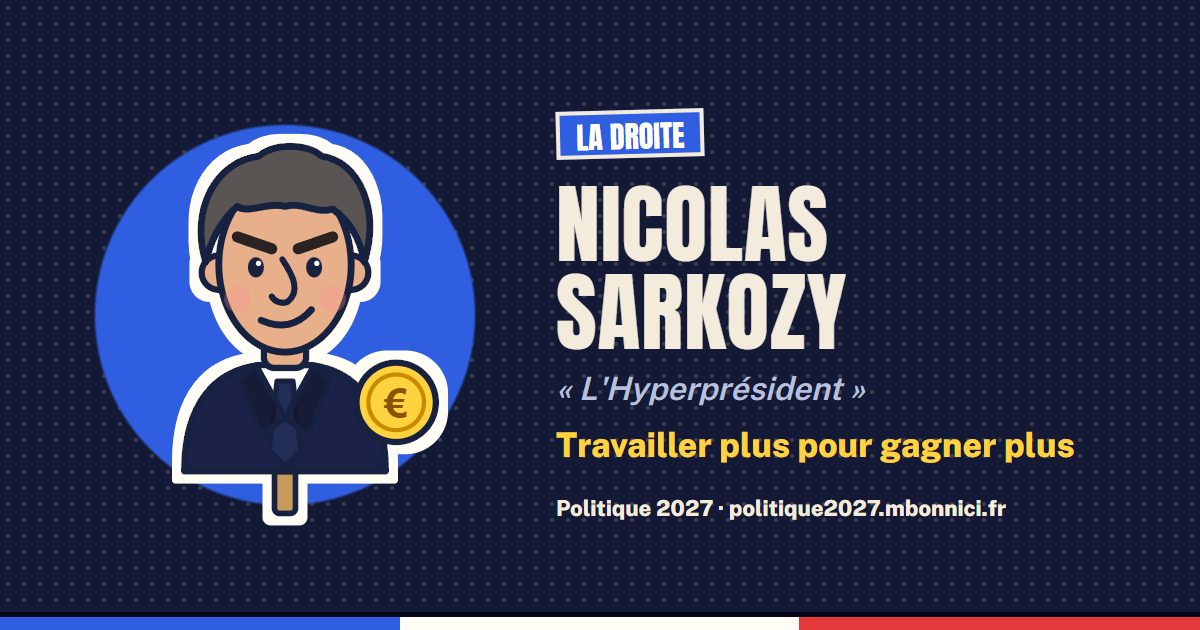 LA DROITE
NICOLAS
SARKOZY
« L'Hyperprésident »
Travailler plus pour gagner plus
Politique 2027 · politique2027.mbonnici.fr
€